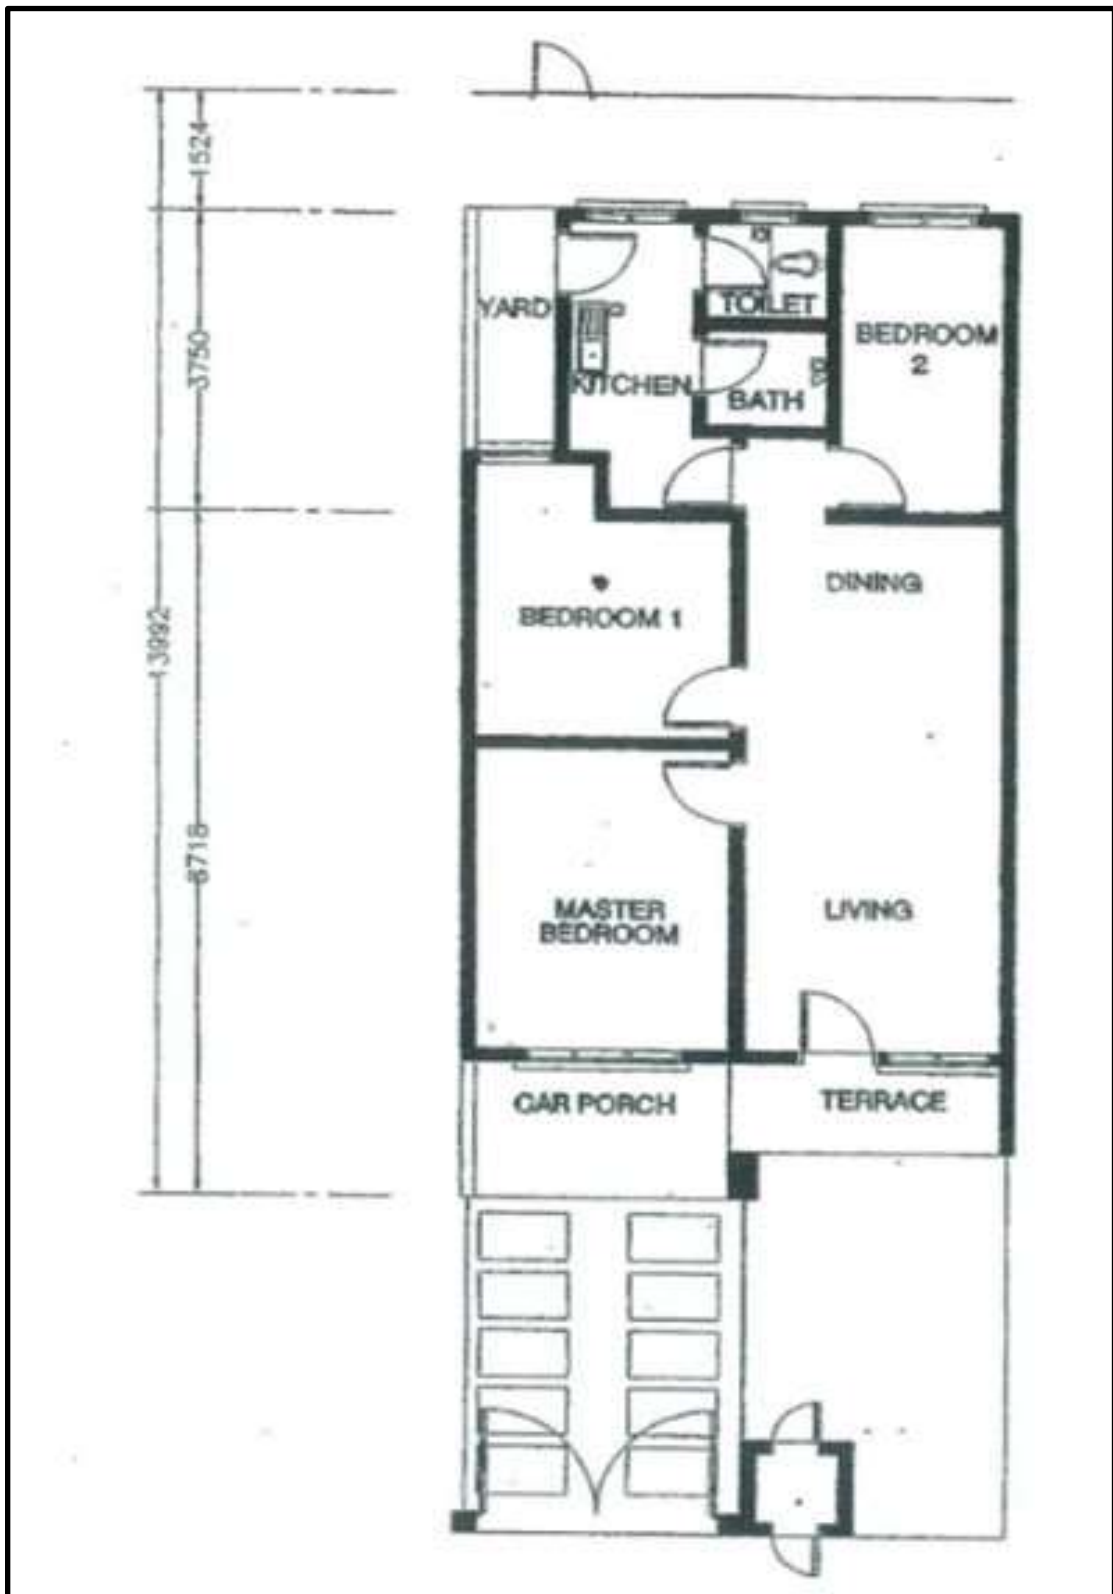 1524
YARD
TOILET
BEDROOM
2
3750
KITCHEN
BATH
DINING
BEDROOM 1
13992
8718
MASTER
BEDROOM
LIVING
CAR PORCH
TERRACE